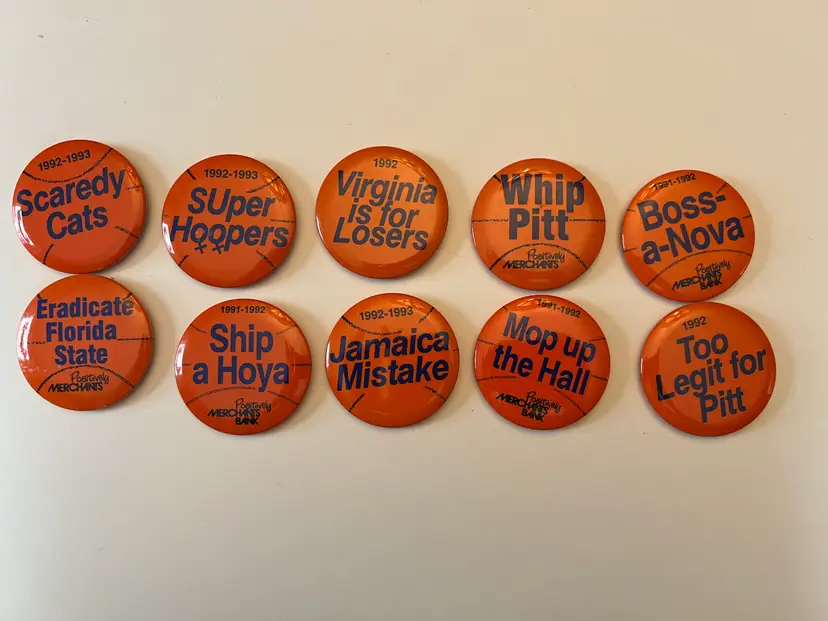 1992-1993
Scaredy
Cats
1992-1993
SUper
Hoopers
1992
Virginia
is for
Losers
Whip
Pitt
Positively
MERCHANTS
1991-1992
Boss-
a-Nova
Positively
MERCHANTS
BANK
Eradicate
Florida
State
Positively
MERCHANTS
1991-1992
Ship
a Hoya
Positively
MERCHANTS
BANK
1992-1993
Jamaica
Mistake
1991-1992
Mop up
the Hall
Positively
MERCHANTS
BANK
1992
Too
Legit for
Pitt